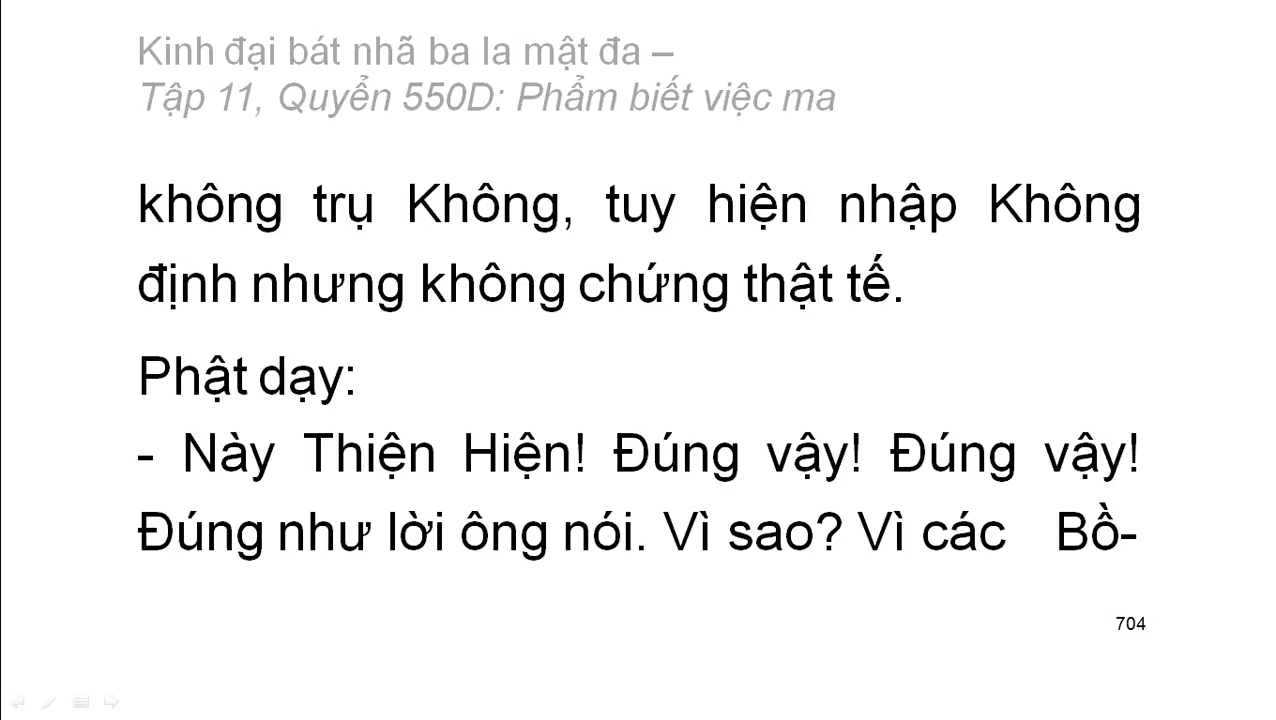 Kinh đại bát nhã ba la mật đa –
Tập 11, Quyển 550D: Phẩm biết việc ma
không trụ Không, tuy hiện nhập Không
định nhưng không chứng thật tế.
Phật dạy:
- Này Thiện Hiện! Đúng vậy! Đúng vậy!
Đúng như lời ông nói. Vì sao? Vì các Bồ-
704